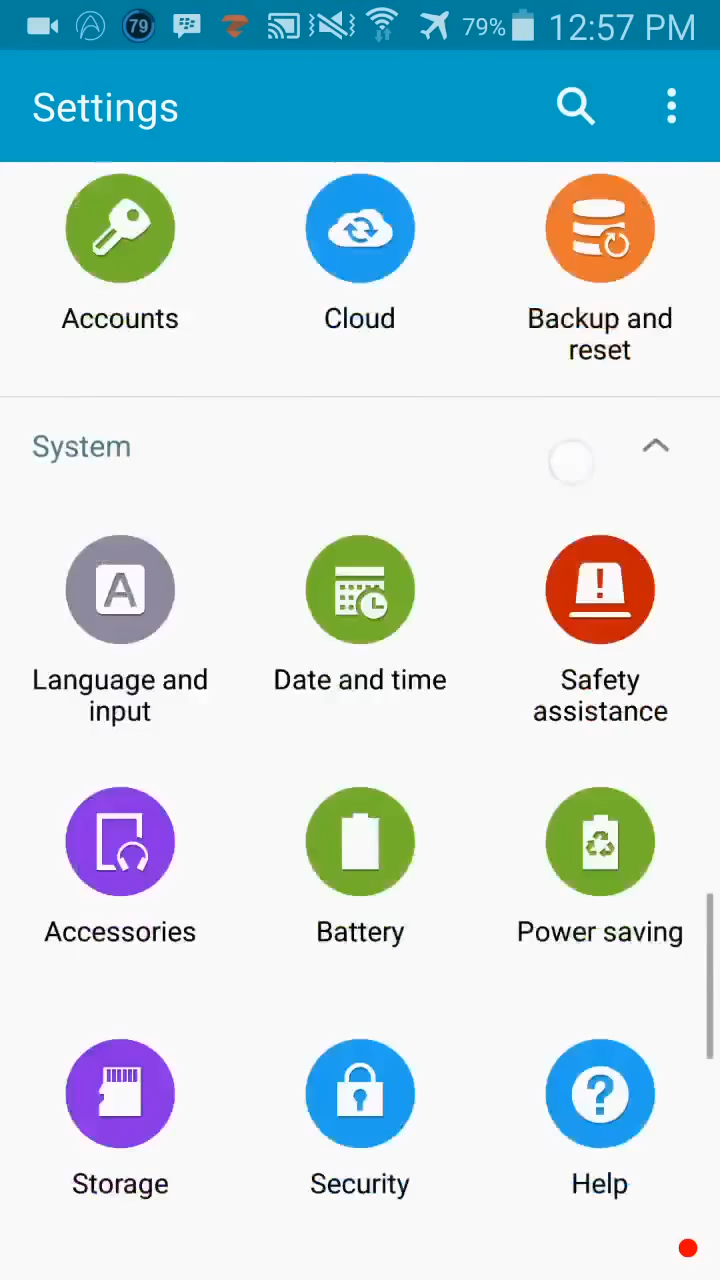 79 79% 12:57 PM
Settings
Accounts Cloud Backup and
reset
System
A
Language and Date and time Safety
input assistance
Accessories Battery Power saving
Storage Security Help